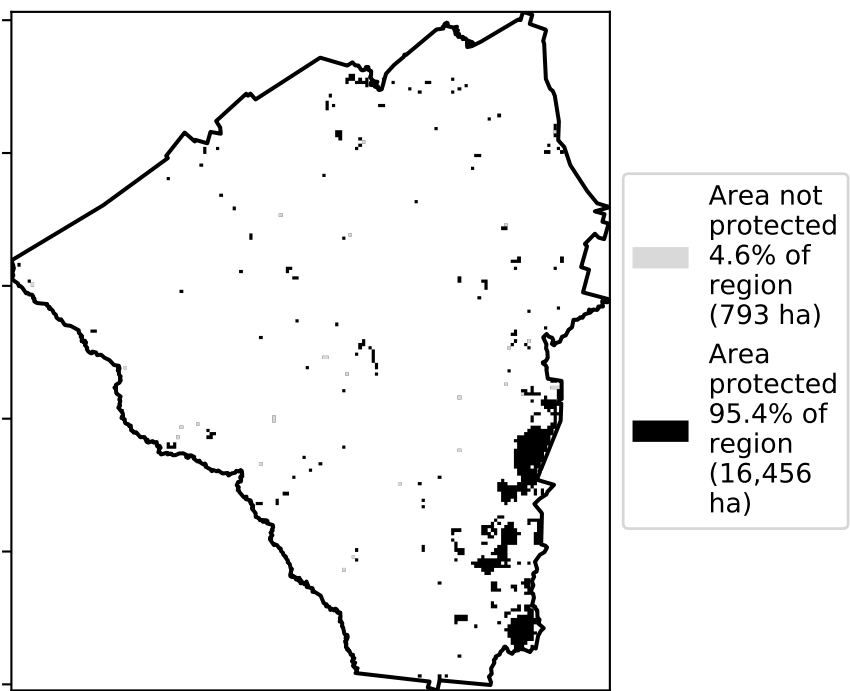 Area not
protected
4.6% of
region
(793 ha)
Area
protected
95.4% of
region
(16,456
ha)